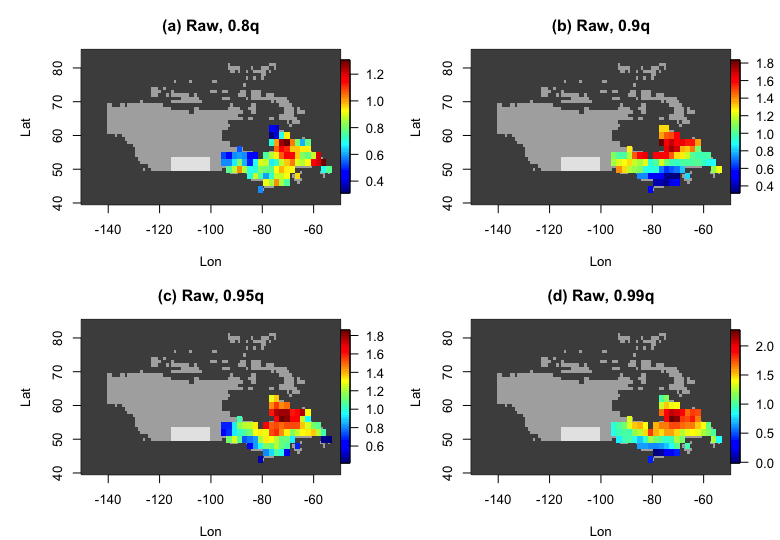 (a) Raw, 0.8q
Lat
40 50 60 70 80
-140 -120 -100 -80 -60
Lon
0.4 0.6 0.8 1.0 1.2
(b) Raw, 0.9q
Lat
40 50 60 70 80
-140 -120 -100 -80 -60
Lon
0.4 0.6 0.8 1.0 1.2 1.4 1.6 1.8
(c) Raw, 0.95q
Lat
40 50 60 70 80
-140 -120 -100 -80 -60
Lon
0.6 0.8 1.0 1.2 1.4 1.6 1.8
(d) Raw, 0.99q
Lat
40 50 60 70 80
-140 -120 -100 -80 -60
Lon
0.0 0.5 1.0 1.5 2.0